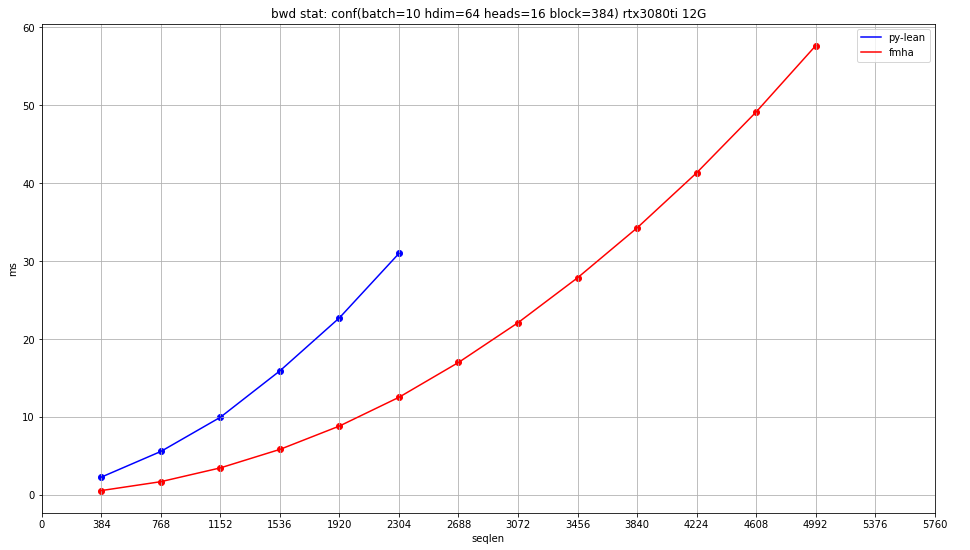 bwd stat: conf(batch=10 hdim=64 heads=16 block=384) rtx3080ti 12G
py-lean
fmha
60
50
40
30
20
10
0
ms
0 384 768 1152 1536 1920 2304 2688 3072 3456 3840 4224 4608 4992 5376 5760
seqlen